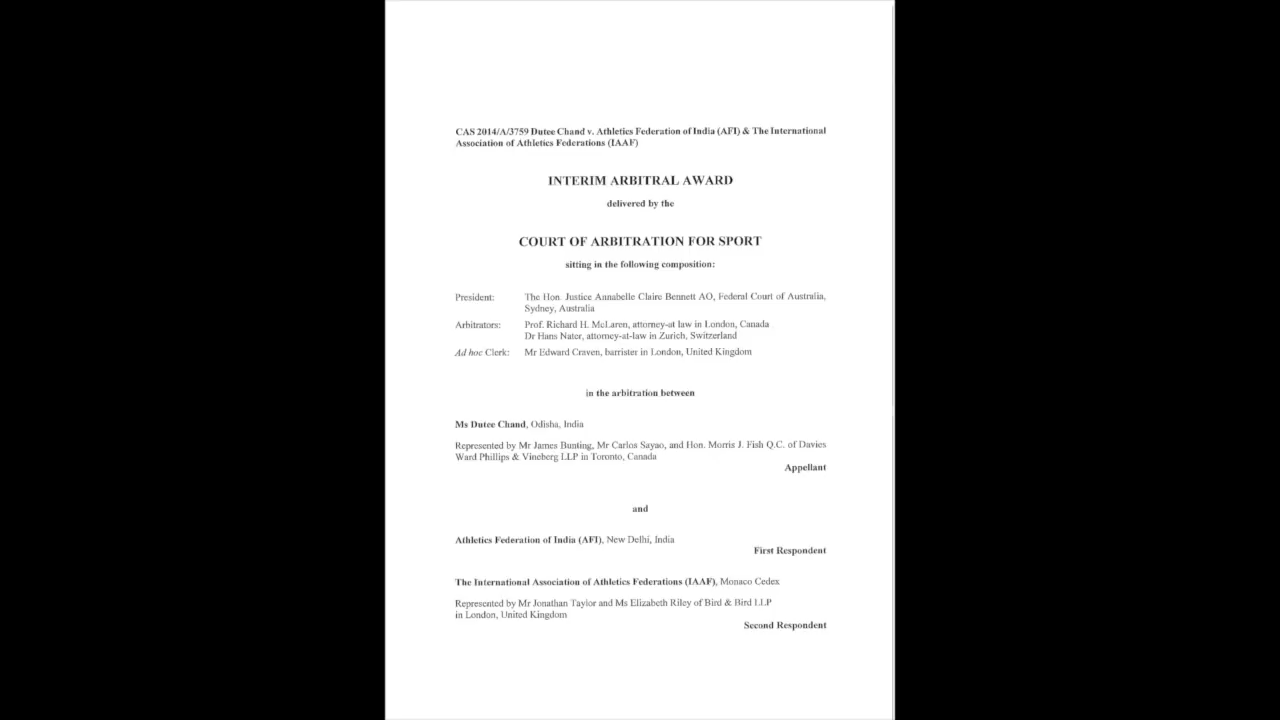 CAS 2014/A/3759 Dutee Chand v. Athletics Federation of India (AFI) & The International
Association of Athletics Federations (IAAF)
INTERIM ARBITRAL AWARD
delivered by the
COURT OF ARBITRATION FOR SPORT
sitting in the following composition:
President: The Hon. Justice Annabelle Claire Bennett AO, Federal Court of Australia,
Sydney, Australia
Arbitrators: Prof. Richard H. McLaren, attorney-at law in London, Canada
Dr Hans Nater, attorney-at-law in Zurich, Switzerland
Ad hoc Clerk: Mr Edward Craven, barrister in London, United Kingdom
in the arbitration between
Ms Dutee Chand, Odisha, India
Represented by Mr James Bunting, Mr Carlos Sayao, and Hon. Morris J. Fish Q.C. of Davies
Ward Phillips & Vineberg LLP in Toronto, Canada
Appellant
and
Athletics Federation of India (AFI), New Delhi, India
First Respondent
The International Association of Athletics Federations (IAAF), Monaco Cedex
Represented by Mr Jonathan Taylor and Ms Elizabeth Riley of Bird & Bird LLP
in London, United Kingdom
Second Respondent